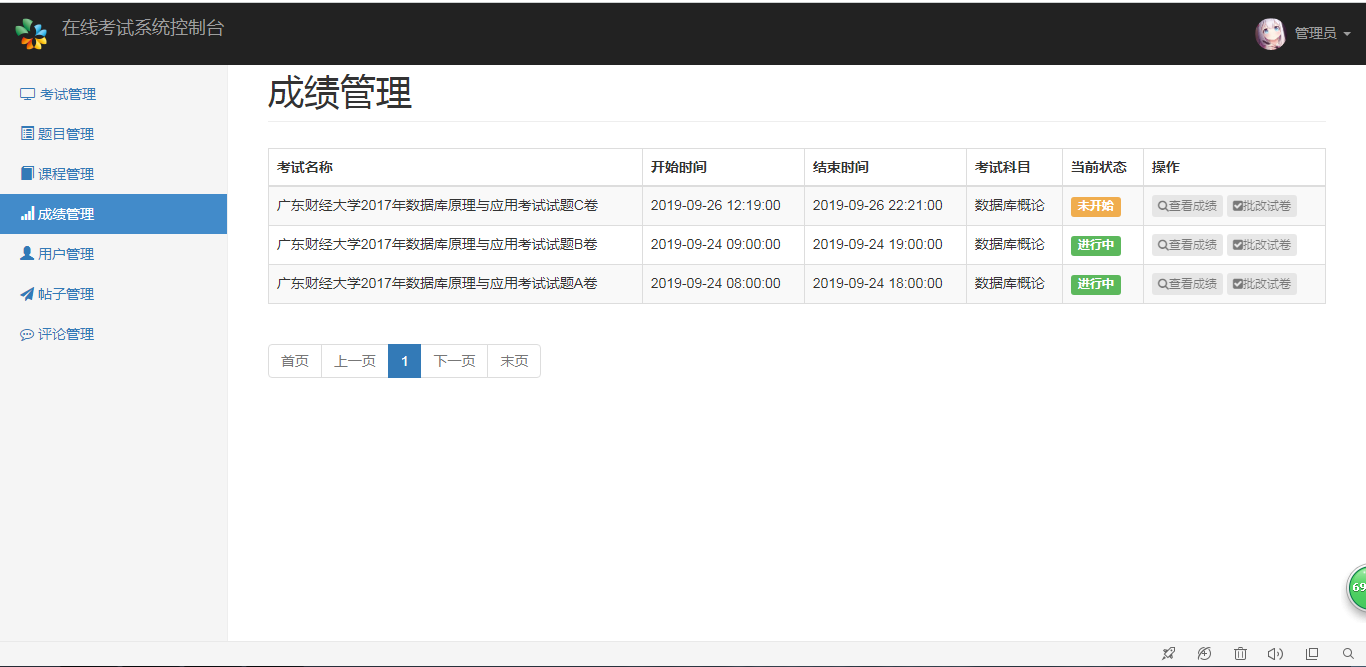 在线考试系统控制台
管理员
考试管理
题目管理
课程管理
成绩管理
用户管理
帖子管理
评论管理
成绩管理
考试名称 开始时间 结束时间 考试科目 当前状态 操作
广东财经大学2017年数据库原理与应用考试试题C卷 2019-09-26 12:19:00 2019-09-26 22:21:00 数据库概论 未开始 查看成绩 批改试卷
广东财经大学2017年数据库原理与应用考试试题B卷 2019-09-24 09:00:00 2019-09-24 19:00:00 数据库概论 进行中 查看成绩 批改试卷
广东财经大学2017年数据库原理与应用考试试题A卷 2019-09-24 08:00:00 2019-09-24 18:00:00 数据库概论 进行中 查看成绩 批改试卷
首页 上一页 1 下一页 末页
69